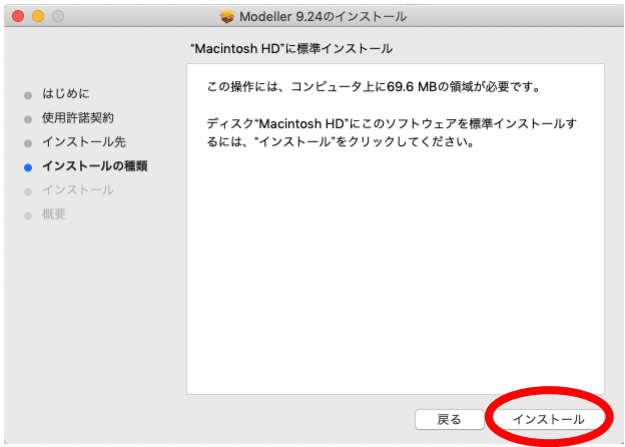 Modeller 9.24のインストール
"Macintosh HD"に標準インストール
はじめに
使用許諾契約
インストール先
インストールの種類
インストール
概要
この操作には、コンピュータ上に69.6 MBの領域が必要です。
ディスク"Macintosh HD"にこのソフトウェアを標準インストールす
るには、"インストール"をクリックしてください。
戻る
インストール